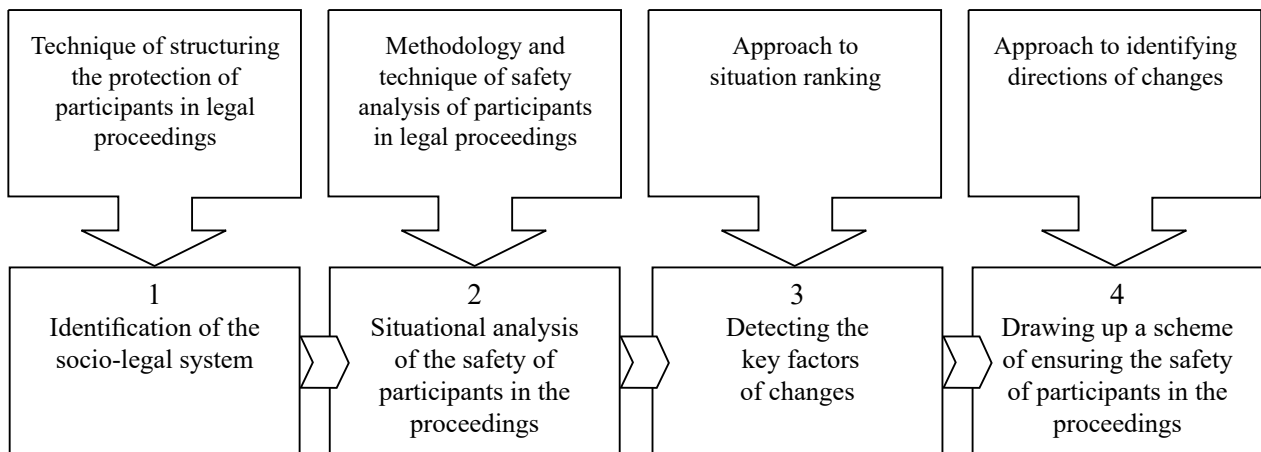 Technique of structuring
the protection of
participants in legal
proceedings
Methodology and
technique of safety
analysis of participants
in legal proceedings
Approach to
situation ranking
Approach to identifying
directions of changes
1
Identification of the
socio-legal system
2
Situational analysis
of the safety of
participants in the
proceedings
3
Detecting the
key factors
of changes
4
Drawing up a scheme
of ensuring the safety
of participants in the
proceedings